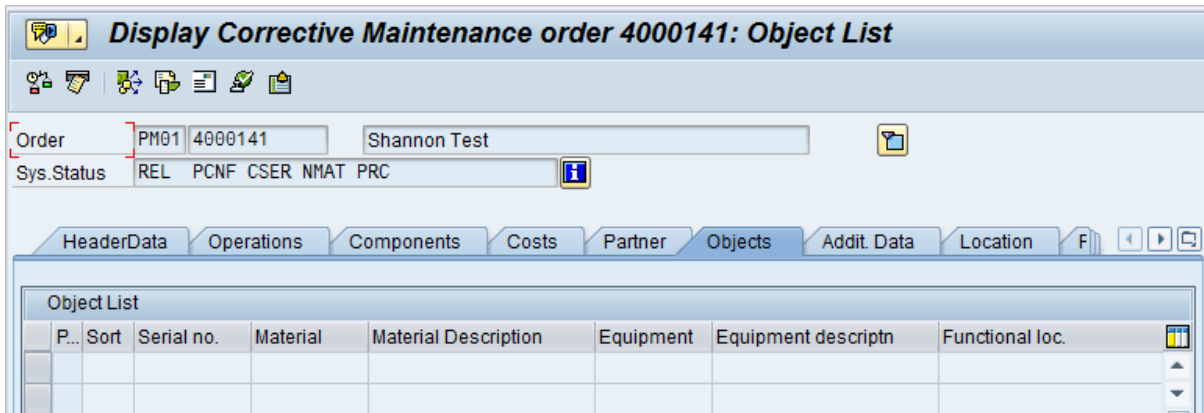 Display Corrective Maintenance order 4000141: Object List
Order PM01 4000141 Shannon Test
Sys.Status REL PCNF CSER NMAT PRC
HeaderData Operations Components Costs Partner Objects Addit. Data Location F
Object List
P... Sort Serial no. Material Material Description Equipment Equipment descriptn Functional loc.